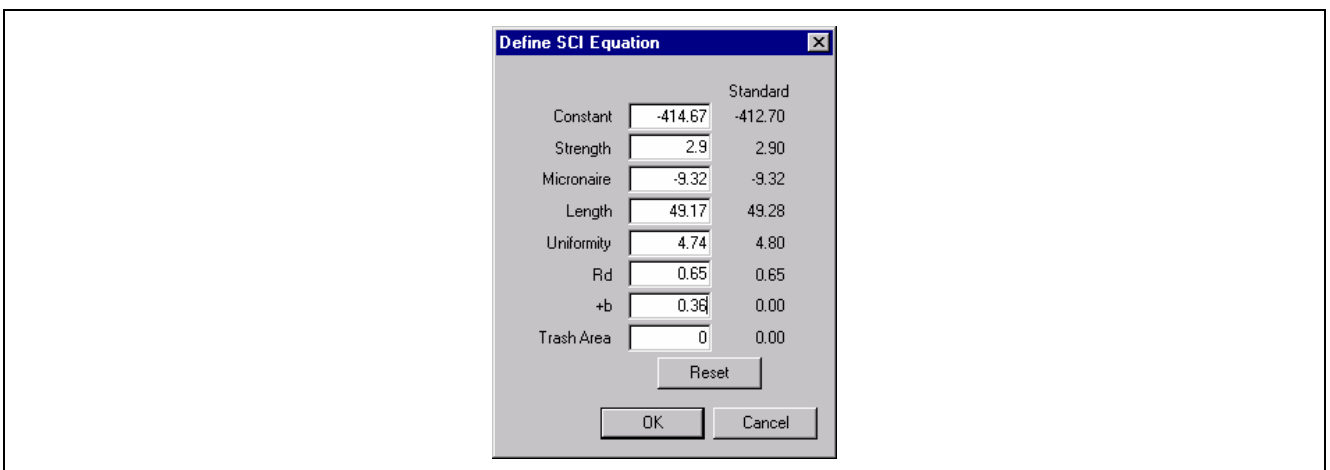 Define SCI Equation
Standard
Constant -414.67 -412.70
Strength 2.9 2.90
Micronaire -9.32 -9.32
Length 49.17 49.28
Uniformity 4.74 4.80
Rd 0.65 0.65
+b 0.36 0.00
Trash Area 0 0.00
Reset
OK Cancel